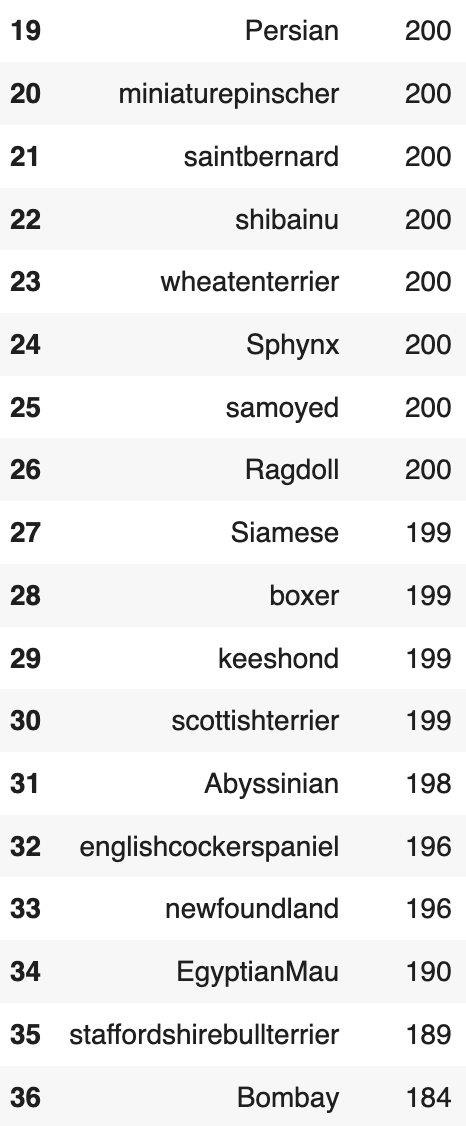 19 Persian 200
20 miniaturepinscher 200
21 saintbernard 200
22 shibainu 200
23 wheatenterrier 200
24 Sphynx 200
25 samoyed 200
26 Ragdoll 200
27 Siamese 199
28 boxer 199
29 keeshond 199
30 scottishterrier 199
31 Abyssinian 198
32 englishcockerspaniel 196
33 newfoundland 196
34 EgyptianMau 190
35 staffordshirebullterrier 189
36 Bombay 184